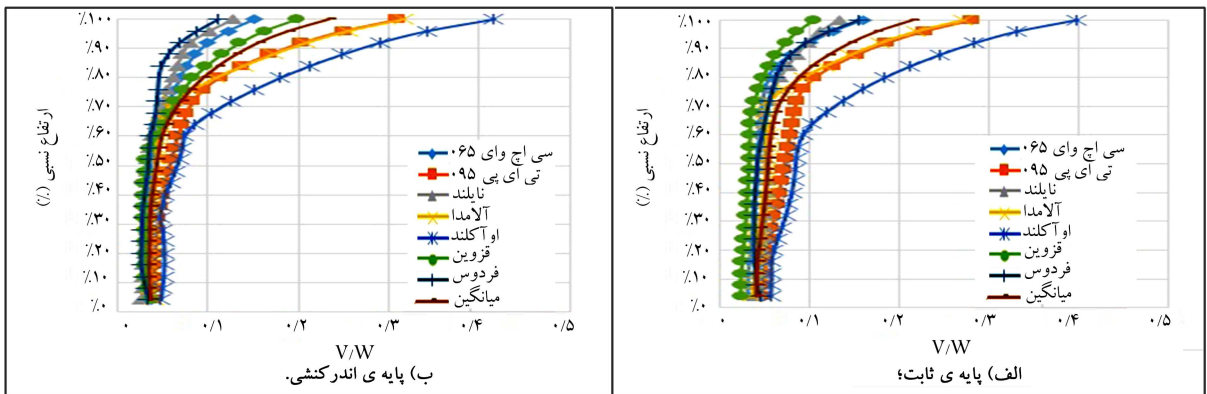 ٪۱۰۰
٪۹۰
٪۸۰
٪۷۰
٪۶۰
٪۵۰
٪۴۰
٪۳۰
٪۲۰
٪۱۰
٪۰
ارتفاع نسبی (٪)
سی اچ وای ۰۶۵
تی ای پی ۰۹۵
نایلند
آلامدا
اوآکلند
قزوین
فردوس
میانگین
۰ ۰/۱ ۰/۲ ۰/۳ ۰/۴ ۰/۵
V/W
الف) پایه ی ثابت؛
٪۱۰۰
٪۹۰
٪۸۰
٪۷۰
٪۶۰
٪۵۰
٪۴۰
٪۳۰
٪۲۰
٪۱۰
٪۰
ارتفاع نسبی (٪)
سی اچ وای ۰۶۵
تی ای پی ۰۹۵
نایلند
آلامدا
اوآکلند
قزوین
فردوس
میانگین
۰ ۰/۱ ۰/۲ ۰/۳ ۰/۴ ۰/۵
V/W
ب) پایه ی اندرکنشی.